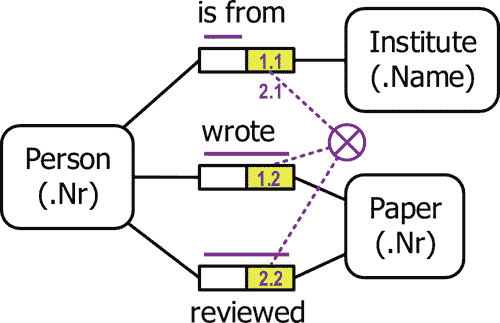 is from
1.1
2.1
Institute
(.Name)
wrote
1.2
Person
(.Nr)
Paper
(.Nr)
2.2
reviewed